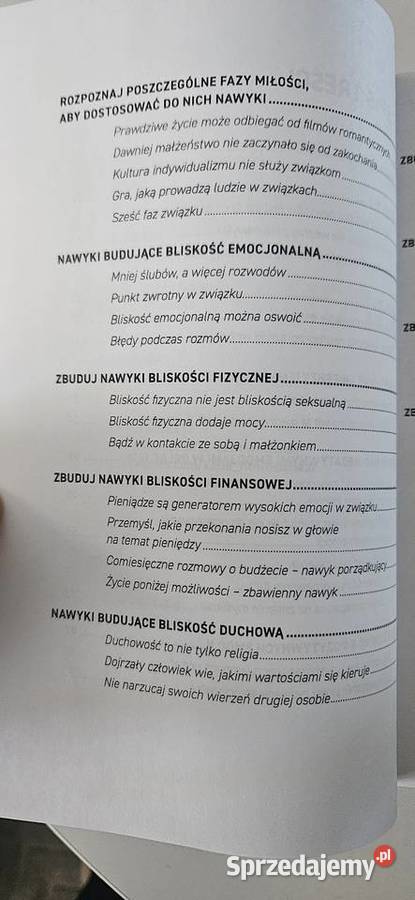 ROZPOZNAJ POSZCZEGÓLNE FAZY MIŁOŚCI,
ABY DOSTOSOWAĆ DO NICH NAWYKI
Prawdziwe życie może odbiegać od filmów romantycznych
Dawniej małżeństwo nie zaczynało się od zakochania
Kultura indywidualizmu nie służy związkom
Gra, jaką prowadzą ludzie w związkach
Sześć faz związku
NAWYKI BUDUJĄCE BLISKOŚĆ EMOCJONALNĄ
Mniej ślubów, a więcej rozwodów
Punkt zwrotny w związku
Bliskość emocjonalną można oswoić
Błędy podczas rozmów
ZBUDUJ NAWYKI BLISKOŚCI FIZYCZNEJ
Bliskość fizyczna nie jest bliskością seksualną
Bliskość fizyczna dodaje mocy
Bądź w kontakcie ze sobą i małżonkiem
ZBUDUJ NAWYKI BLISKOŚCI FINANSOWEJ
Pieniądze są generatorem wysokich emocji w związku
Przemyśl, jakie przekonania nosisz w głowie
na temat pieniędzy
Comiesięczne rozmowy o budżecie – nawyk porządkujący
Życie poniżej możliwości – zbawienny nawyk
NAWYKI BUDUJĄCE BLISKOŚĆ DUCHOWĄ
Duchowość to nie tylko religia
Dojrzały człowiek wie, jakimi wartościami się kieruje
Nie narzucaj swoich wierzeń drugiej osobie
Sprzedajemy.pl